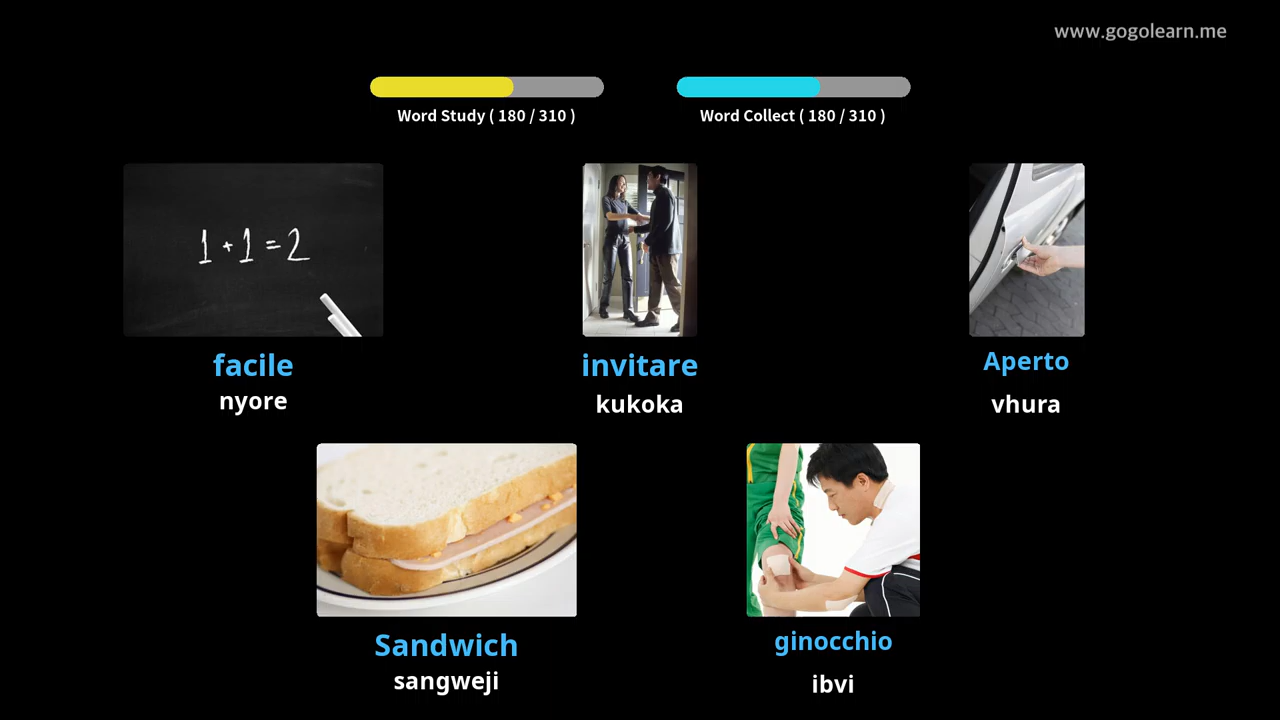 www.gogolearn.me
Word Study ( 180 / 310 )
Word Collect ( 180 / 310 )
1 + 1 = 2
facile
nyore
invitare
kukoka
Aperto
vhura
Sandwich
sangweji
ginocchio
ibvi